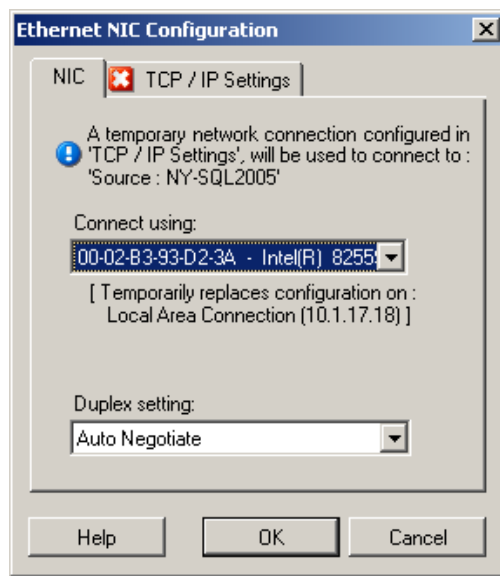 Ethernet NIC Configuration
NIC
TCP / IP Settings
A temporary network connection configured in
'TCP / IP Settings', will be used to connect to :
'Source : NY-SQL2005'
Connect using:
00-02-B3-93-D2-3A - Intel(R)
[ Temporarily replaces configuration on :
Local Area Connection (10.1.17.18) ]
Duplex setting:
Auto Negotiate
Help
OK
Cancel